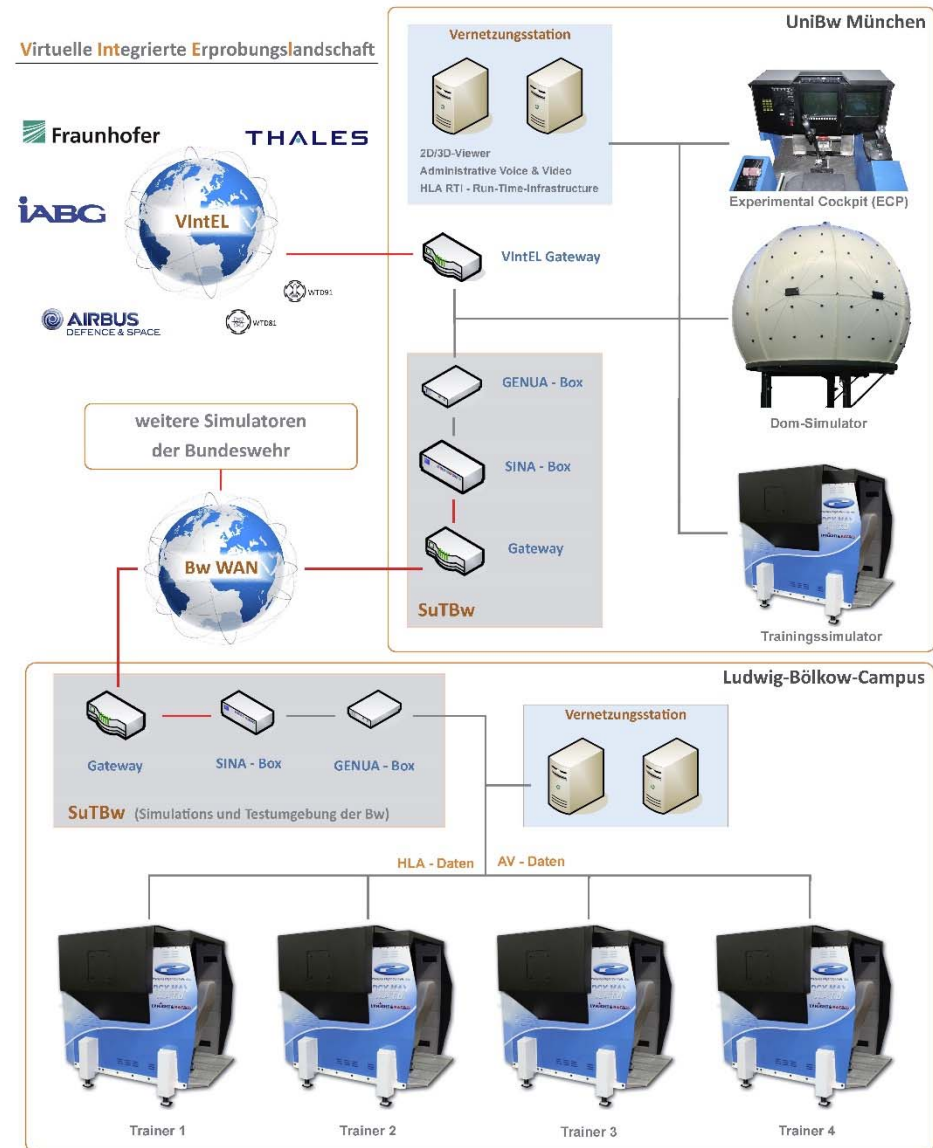 Virtuelle Integrierte Erprobungslandschaft
Fraunhofer
THALES
iABG
VIntEL
WTD91
WTD81
AIRBUS
DEFENCE & SPACE
UniBw München
Vernetzungsstation
2D/3D-Viewer
Administrative Voice & Video
HLA RTI - Run-Time-Infrastructure
Experimental Cockpit (ECP)
VIntEL Gateway
Dom-Simulator
GENUA - Box
SINA - Box
Gateway
SuTBw
Trainingssimulator
weitere Simulatoren
der Bundeswehr
Bw WAN
Ludwig-Bölkow-Campus
Gateway
SINA - Box
GENUA - Box
SuTBw (Simulations und Testumgebung der Bw)
Vernetzungsstation
HLA - Daten
AV - Daten
Trainer 1
Trainer 2
Trainer 3
Trainer 4